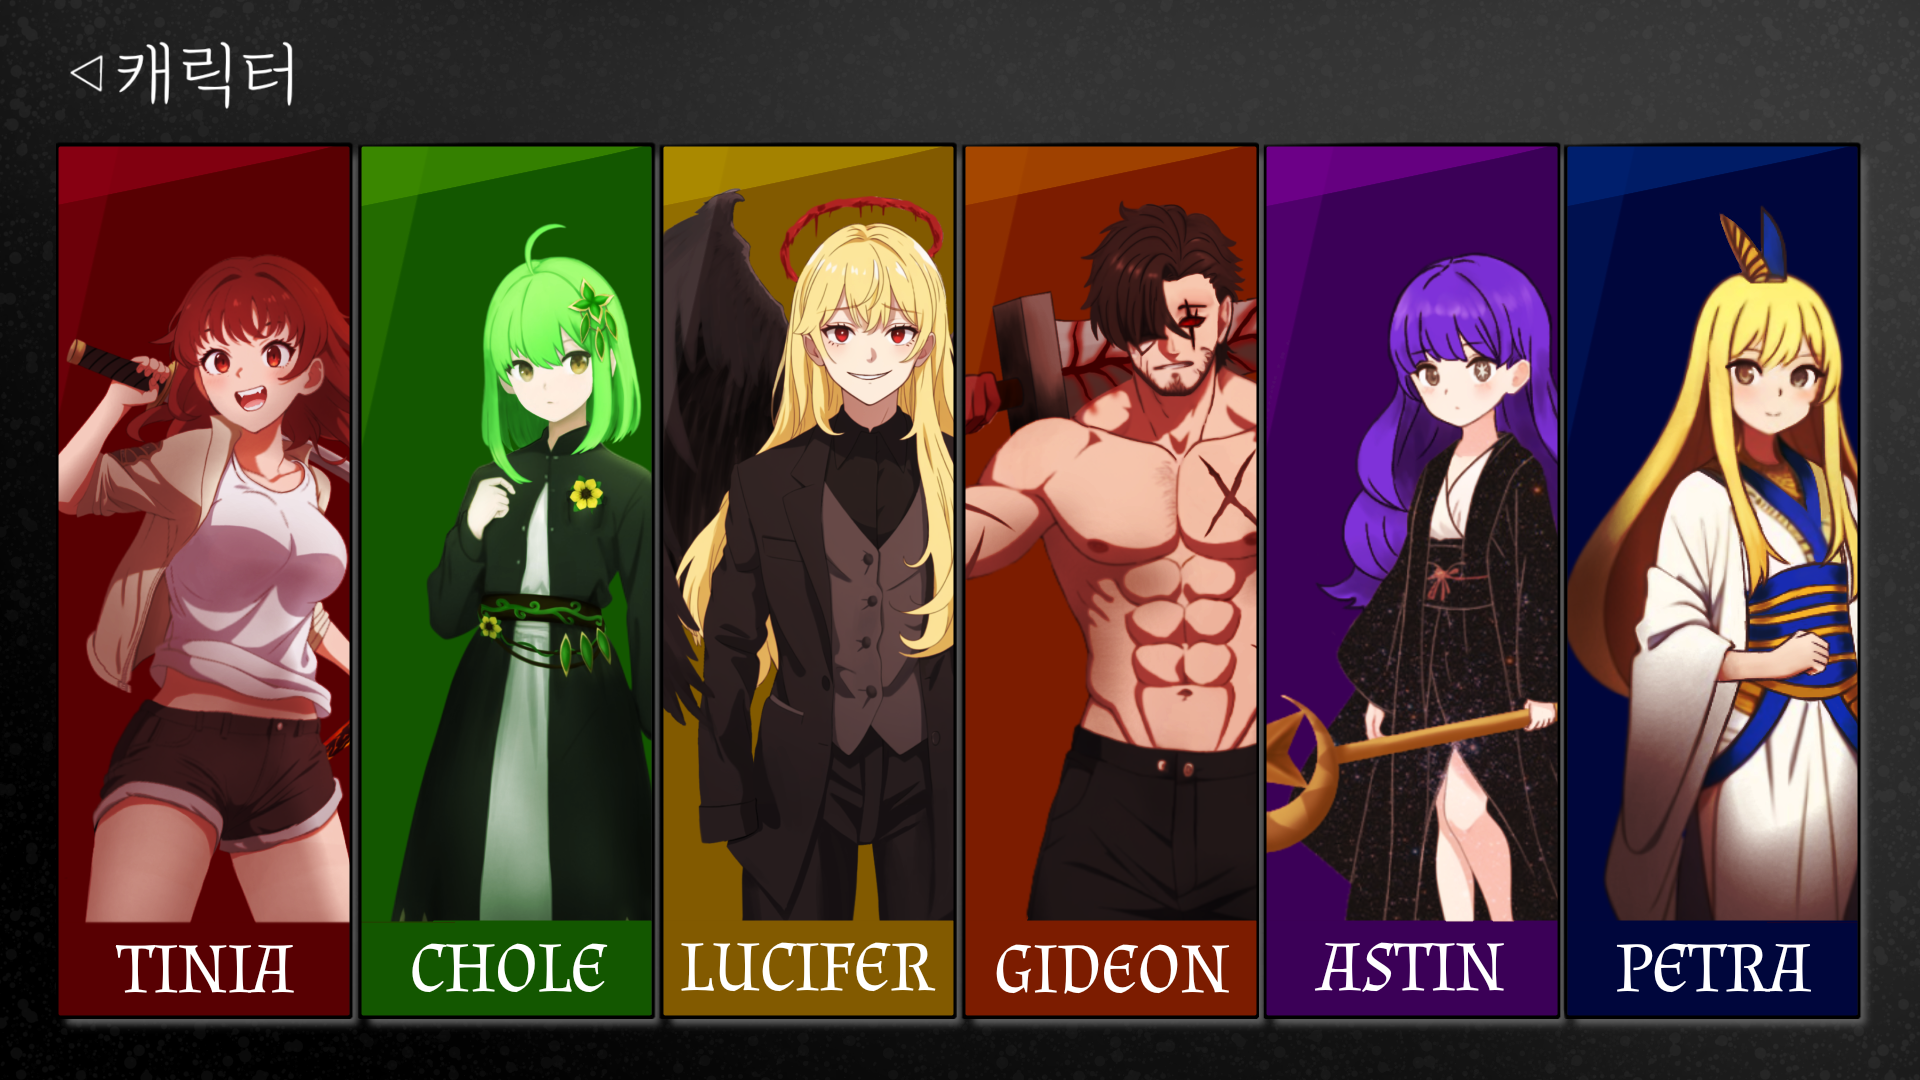 ◁캐릭터
TINIA
CHOLE
LUCIFER
GIDEON
ASTIN
PETRA